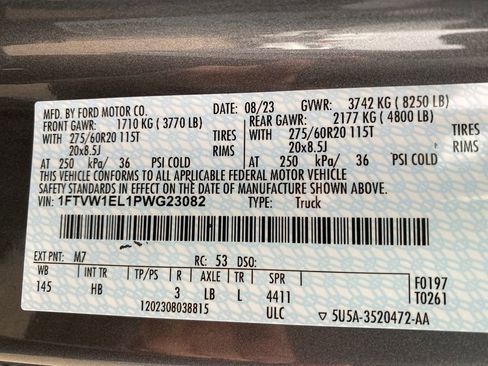 MFD. BY FORD MOTOR CO. DATE: 08/23 GVWR: 3742 KG ( 8250 LB)
FRONT GAWR: 1710 KG ( 3770 LB) REAR GAWR: 2177 KG ( 4800 LB)
WITH 275/60R20 115T TIRES WITH 275/60R20 115T TIRES
20x8.5J RIMS 20x8.5J RIMS
AT 250 kPa/ 36 PSI COLD AT 250 kPa/ 36 PSI COLD
THIS VEHICLE CONFORMS TO ALL APPLICABLE FEDERAL MOTOR VEHICLE
SAFETY STANDARDS IN EFFECT ON THE DATE OF MANUFACTURE SHOWN ABOVE.
VIN: 1FTVW1EL1PWG23082 TYPE: Truck
EXT PNT: M7 RC: 53 DSO:
WB INT TR TP/PS R AXLE TR SPR
145 HB 3 LB L 4411
F0197
T0261
1202308038815 ULC ▽ 5U5A-3520472-AA